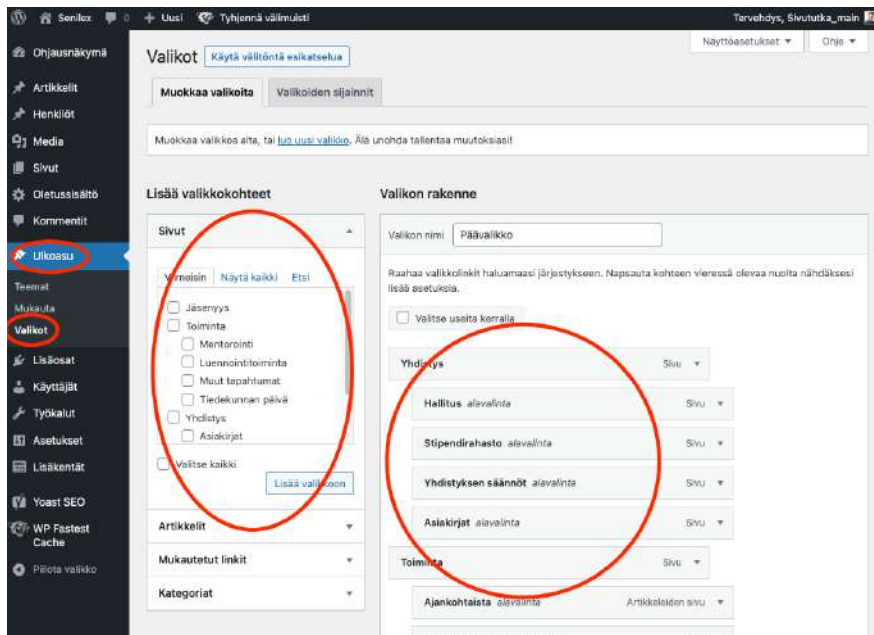 Senilex 0 + Uusi Tyhjennä välimuisti Tervehdys, Sivututka_main
Ohjausnäkymä
Artikkelit
Henkilöt
Media
Sivut
Oletussisältö
Kommentit
Ulkoasu
Teemat
Mukauta
Valikot
Lisäosat
Käyttäjät
Työkalut
Asetukset
Lisäkentät
Yoast SEO
WP Fastest
Cache
Piilota valikko
Näyttöasetukset Ohje
Valikot Käytä välitöntä esikatselua
Muokkaa valikoita Valikoiden sijainnit
Muokkaa valikkoa alta, tai luo uusi valikko. Älä unohda tallentaa muutoksiasi!
Lisää valikkokohteet
Sivut
Viimeisin Näytä kaikki Etsi
Jäsenyys
Toiminta
Mentorointi
Luennointitoiminta
Muut tapahtumat
Tiedekunnan päivä
Yhdistys
Asiakirjat
Valitse kaikki
Lisää valikkoon
Artikkelit
Mukautetut linkit
Kategoriat
Valikon rakenne
Valikon nimi Päävalikko
Raahaa valikkolinkit haluamaasi järjestykseen. Napsauta kohteen vieressä olevaa nuolta nähdäksesi
lisää asetuksia.
Valitse useita kerralla
Yhdistys Sivu
Hallitus alavalinta Sivu
Stipendirahasto alavalinta Sivu
Yhdistyksen säännöt alavalinta Sivu
Asiakirjat alavalinta Sivu
Toiminta Sivu
Ajankohtaista alavalinta Artikkeleiden sivu